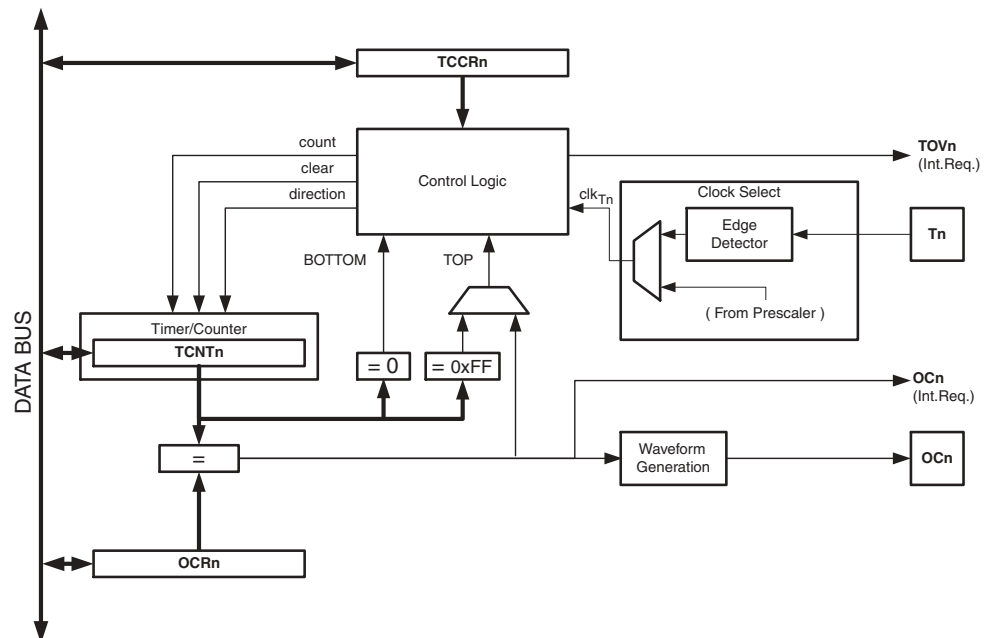 TCCRn
count
clear
direction
Control Logic
TOVn
(Int.Req.)
clkTn
Clock Select
Edge
Detector
Tn
( From Prescaler )
BOTTOM
TOP
Timer/Counter
TCNTn
= 0
= 0xFF
DATA BUS
OCn
(Int.Req.)
=
Waveform
Generation
OCn
OCRn